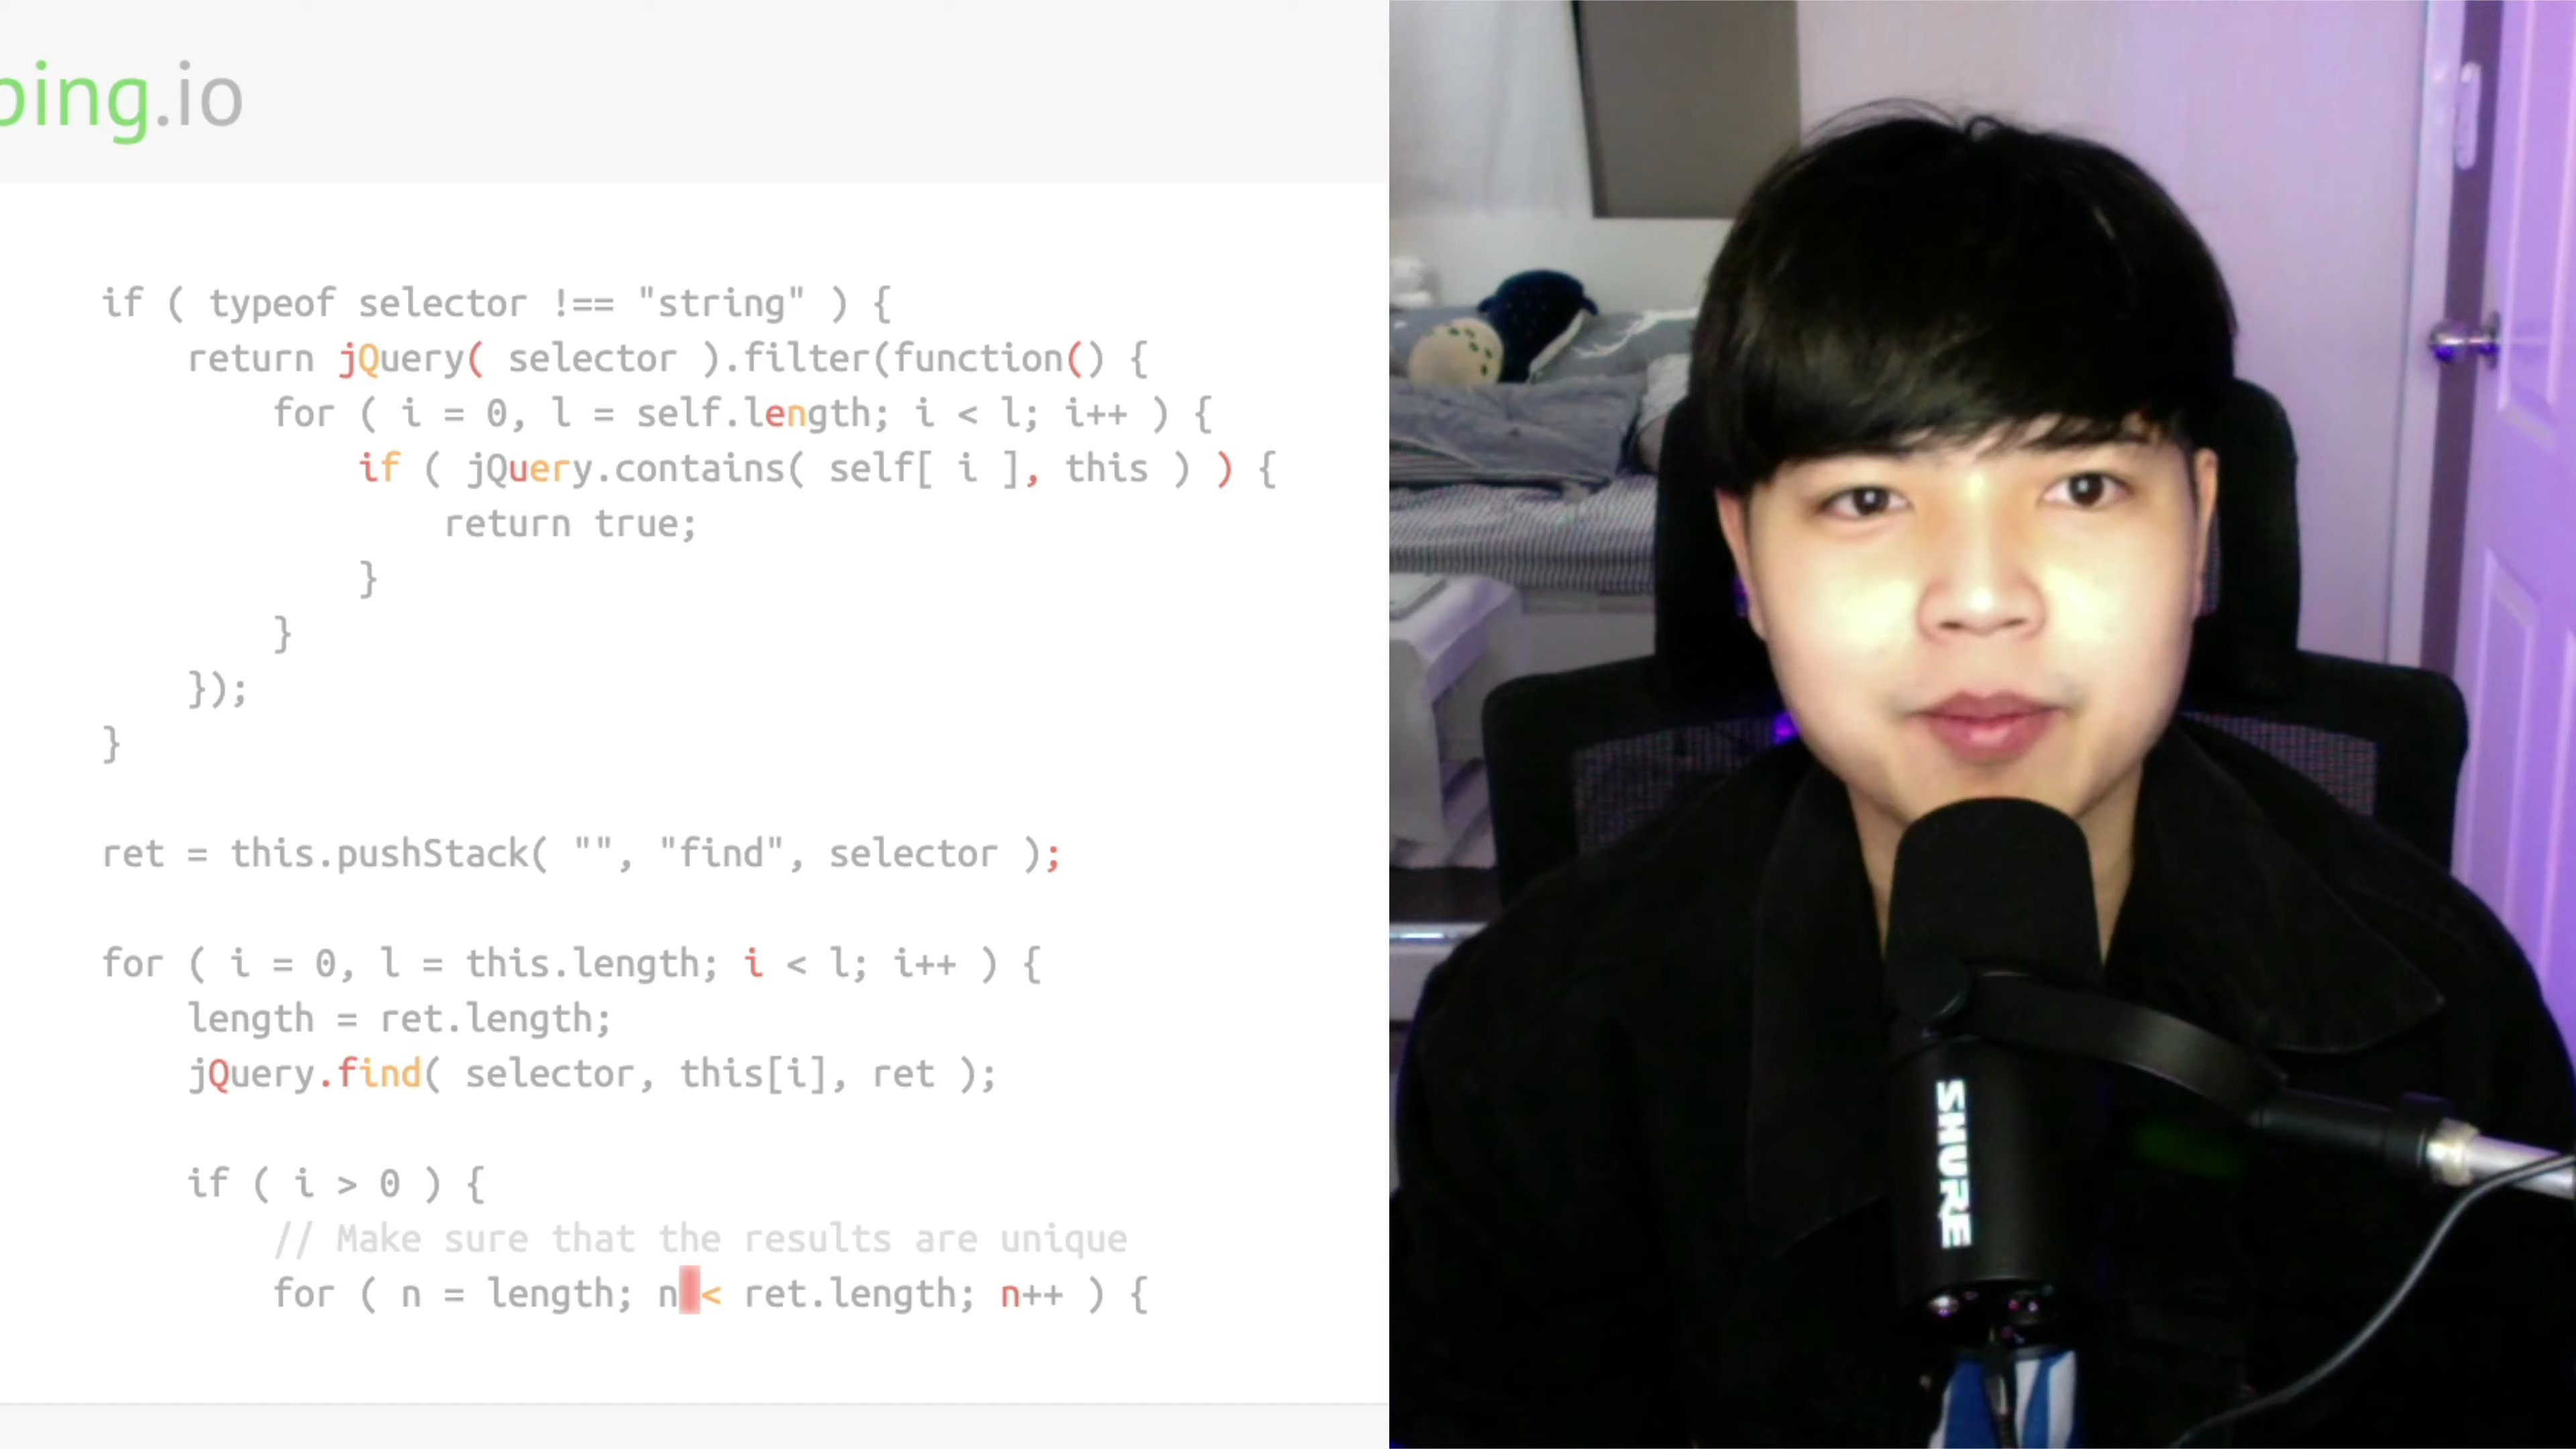 ping.io
if ( typeof selector !== "string" ) {
return jQuery( selector ).filter(function() {
for ( i = 0, l = self.length; i < l; i++ ) {
if ( jQuery.contains( self[ i ], this ) ) {
return true;
}
}
});
}
ret = this.pushStack( "", "find", selector );
for ( i = 0, l = this.length; i < l; i++ ) {
length = ret.length;
jQuery.find( selector, this[i], ret );
if ( i > 0 ) {
// Make sure that the results are unique
for ( n = length; n < ret.length; n++ ) {
SHURE